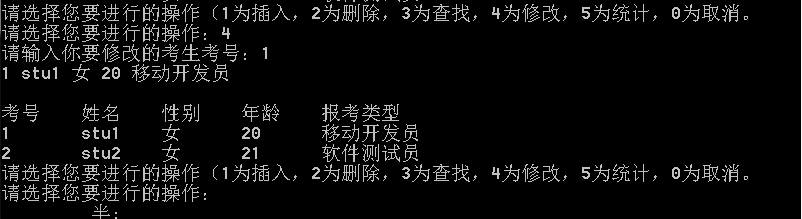 请选择您要进行的操作（1为插入，2为删除，3为查找，4为修改，5为统计，0为取消。
请选择您要进行的操作：4
请输入你要修改的考生考号：1
1 stu1 女 20 移动开发员
考号 姓名 性别 年龄 报考类型
1 stu1 女 20 移动开发员
2 stu2 女 21 软件测试员
请选择您要进行的操作（1为插入，2为删除，3为查找，4为修改，5为统计，0为取消。
请选择您要进行的操作：
半：